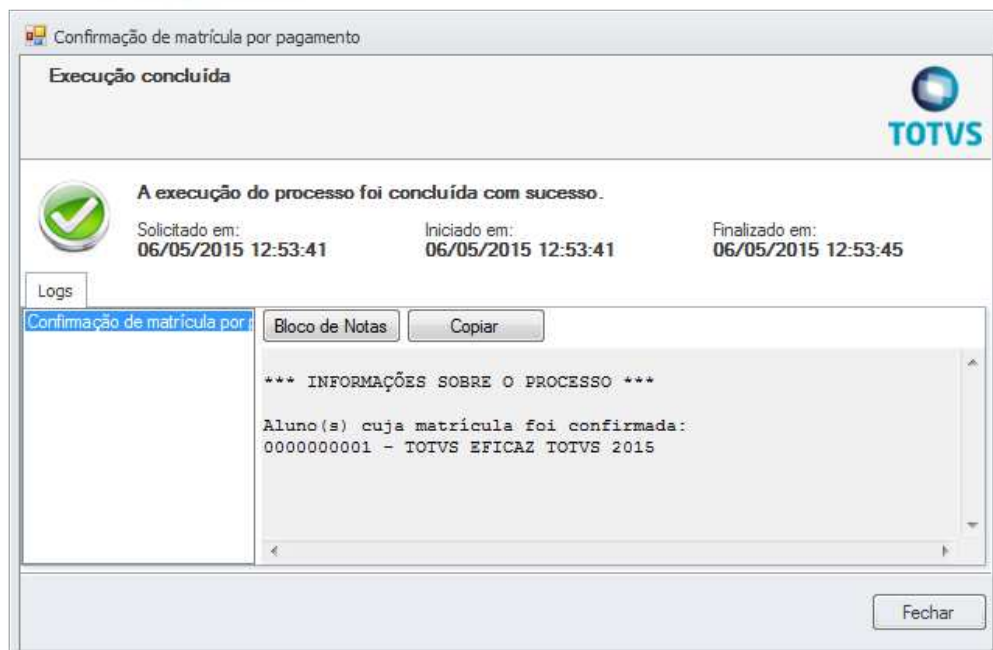 Confirmação de matrícula por pagamento
Execução concluída
TOTVS
A execução do processo foi concluída com sucesso.
Solicitado em:
06/05/2015 12:53:41
Iniciado em:
06/05/2015 12:53:41
Finalizado em:
06/05/2015 12:53:45
Logs
Confirmação de matrícula por
Bloco de Notas
Copiar
*** INFORMAÇÕES SOBRE O PROCESSO ***
Aluno(s) cuja matrícula foi confirmada:
0000000001 - TOTVS EFICAZ TOTVS 2015
Fechar